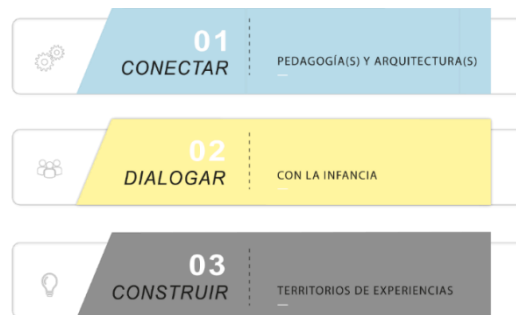 01
CONECTAR
PEDAGOGÍA(S) Y ARQUITECTURA(S)
02
DIALOGAR
CON LA INFANCIA
03
CONSTRUIR
TERRITORIOS DE EXPERIENCIAS